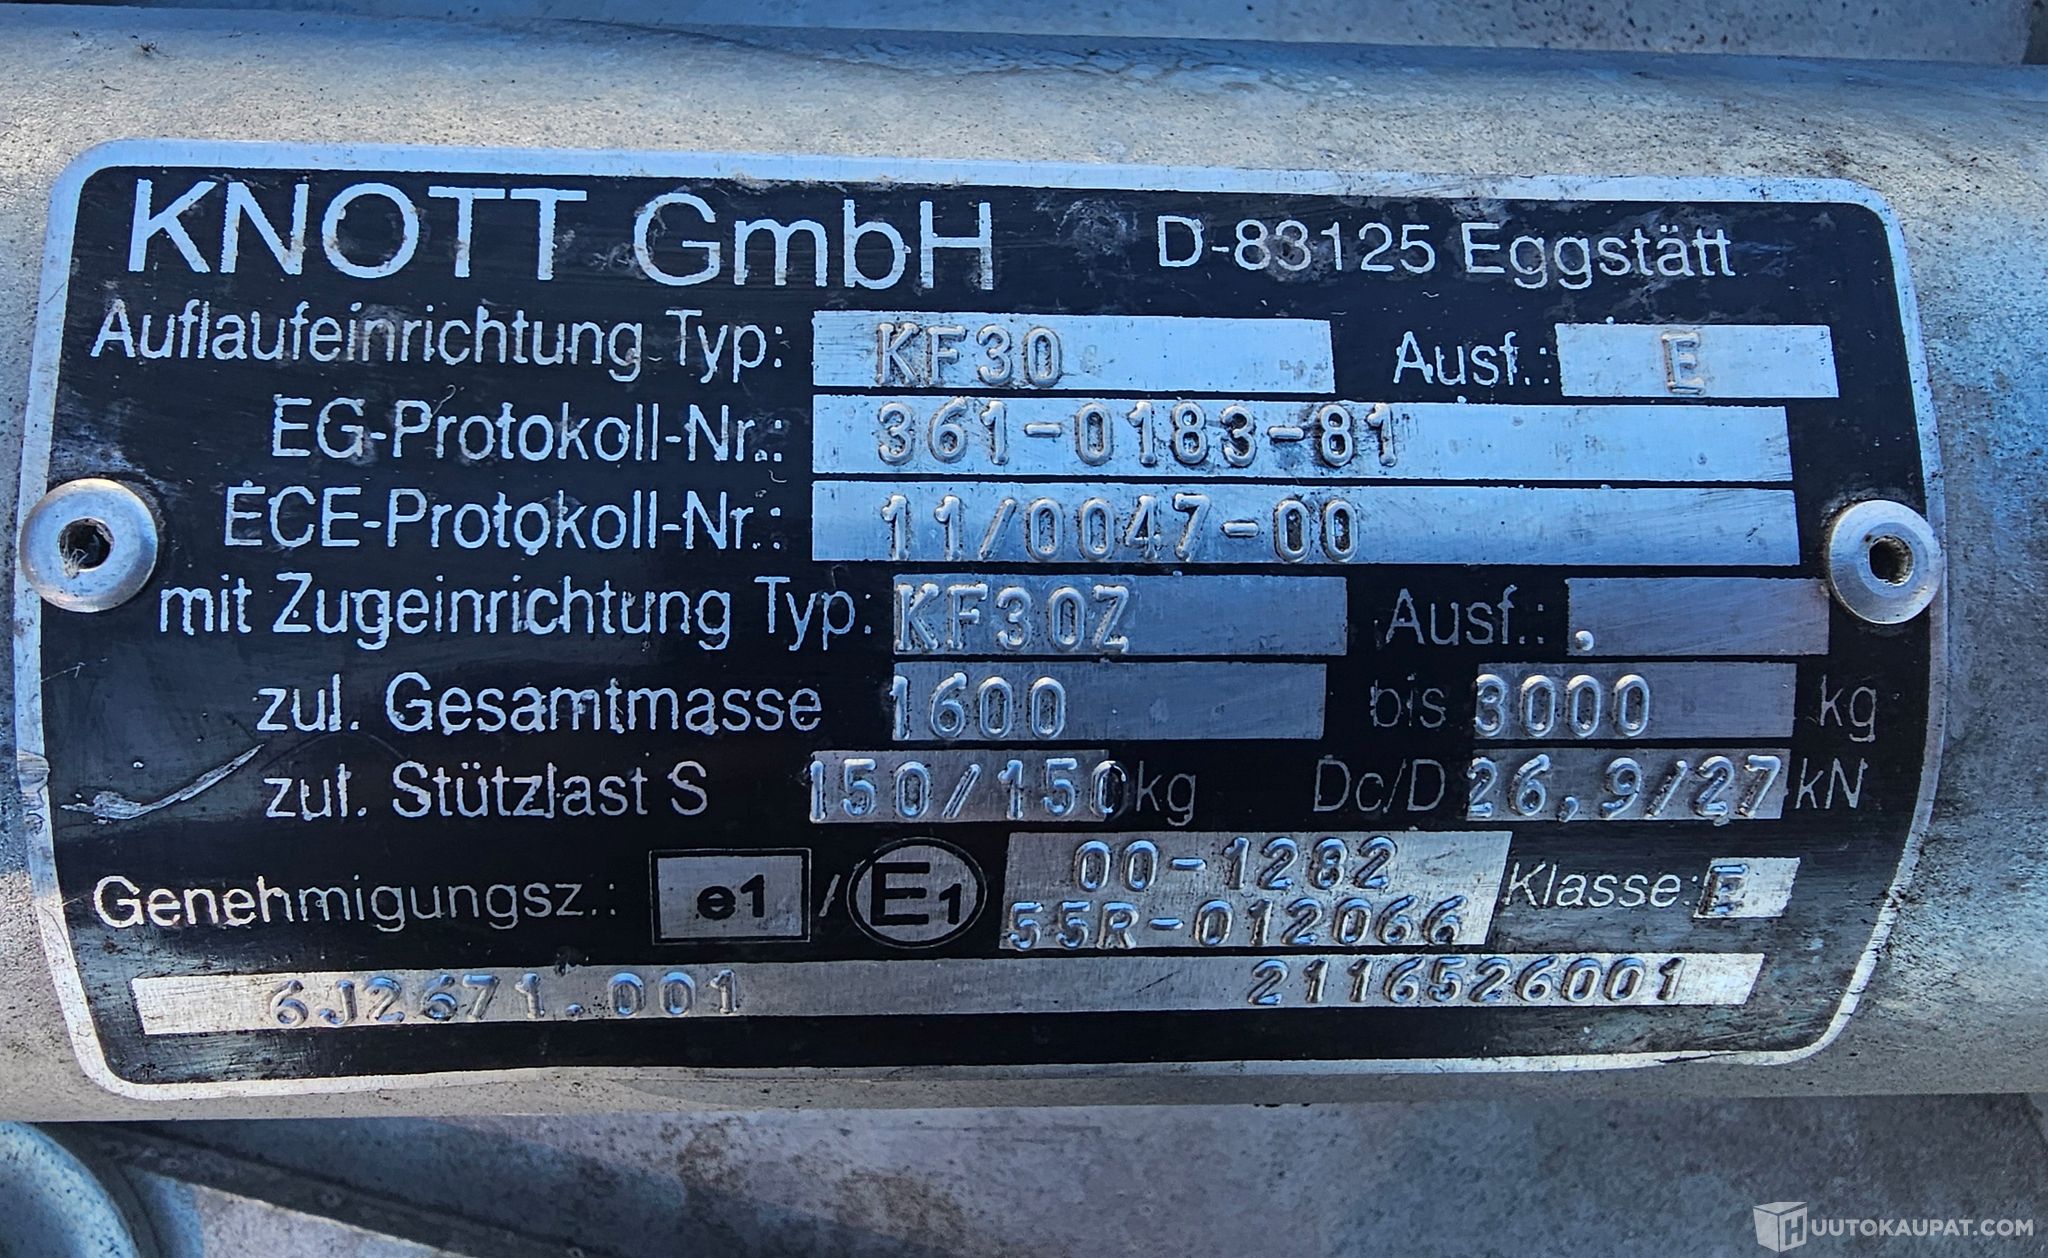 KNOTT GmbH D-83125 Eggstätt
Auflaufeinrichtung Typ: KF30 Ausf.: E
EG-Protokoll-Nr.: 361-0183-81
ECE-Protokoll-Nr.: 11/0047-00
mit Zugeinrichtung Typ: KF30Z Ausf.: .
zul. Gesamtmasse 1600 bis 3000 kg
zul. Stützlast S 150/150 kg Dc/D 26,9/27 kN
Genehmigungsz.: e1 / E1 00-1282 Klasse: E
55R-012066
6J2671.001 2116526001
HUUTOKAUPAT.COM